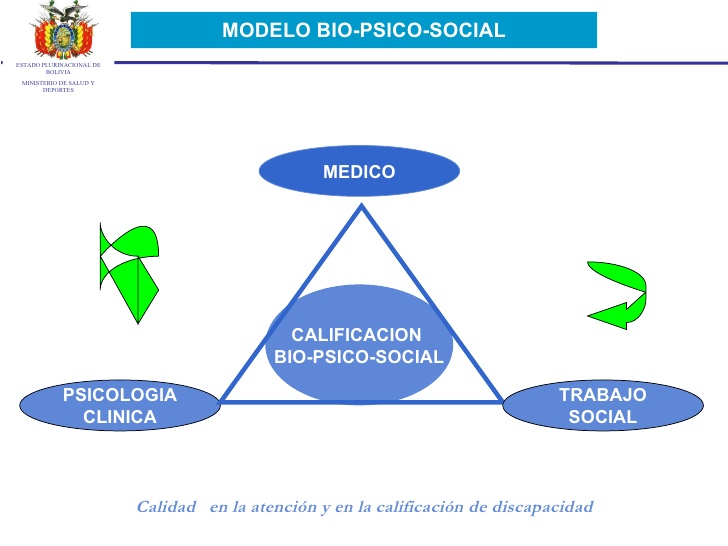 MODELO BIO-PSICO-SOCIAL
ESTADO PLURINACIONAL DE
BOLIVIA
MINISTERIO DE SALUD Y
DEPORTES
MEDICO
CALIFICACION
BIO-PSICO-SOCIAL
PSICOLOGIA
CLINICA
TRABAJO
SOCIAL
Calidad en la atención y en la calificación de discapacidad